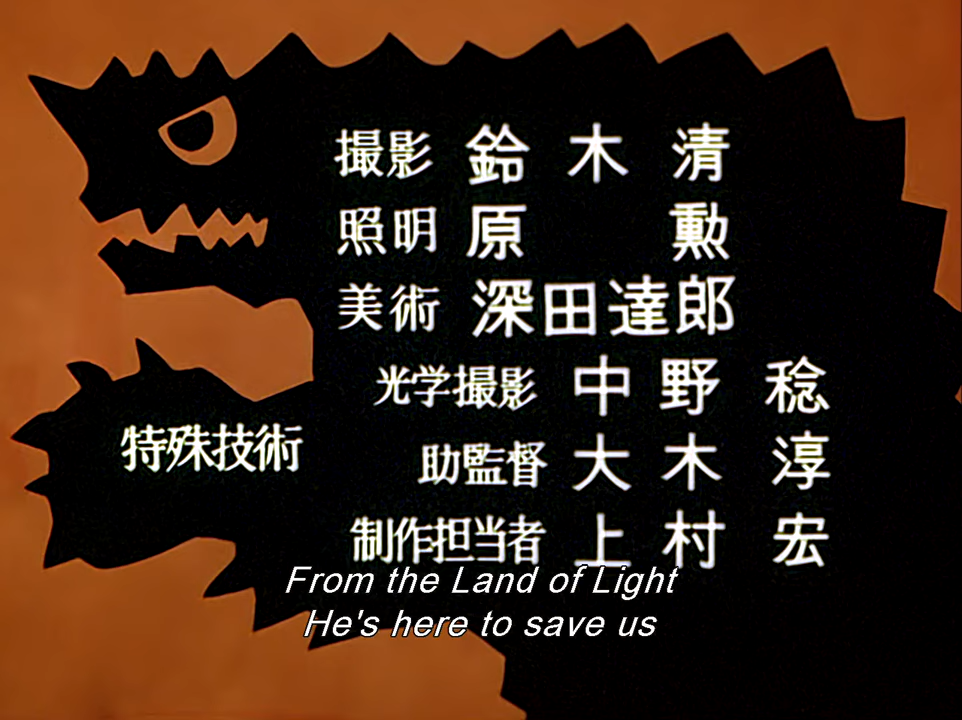 撮影 鈴木 清
照明 原 勲
美術 深田達郎
光学撮影 中野 稔
特殊技術
助監督 大木 淳
制作担当者 上村 宏
From the Land of Light
He's here to save us